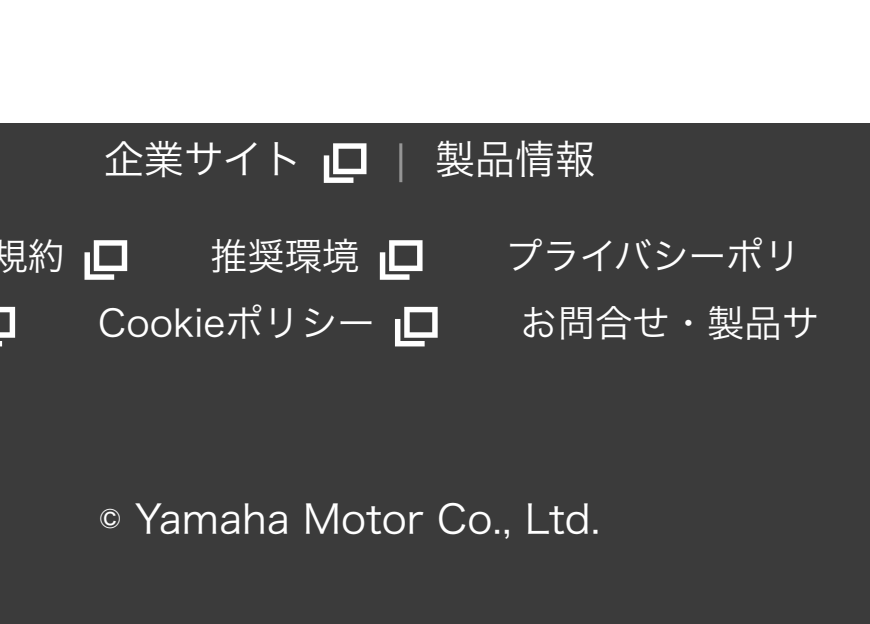 企業サイト | 製品情報
規約 推奨環境 プライバシーポリ
Cookieポリシー お問合せ・製品サ
© Yamaha Motor Co., Ltd.